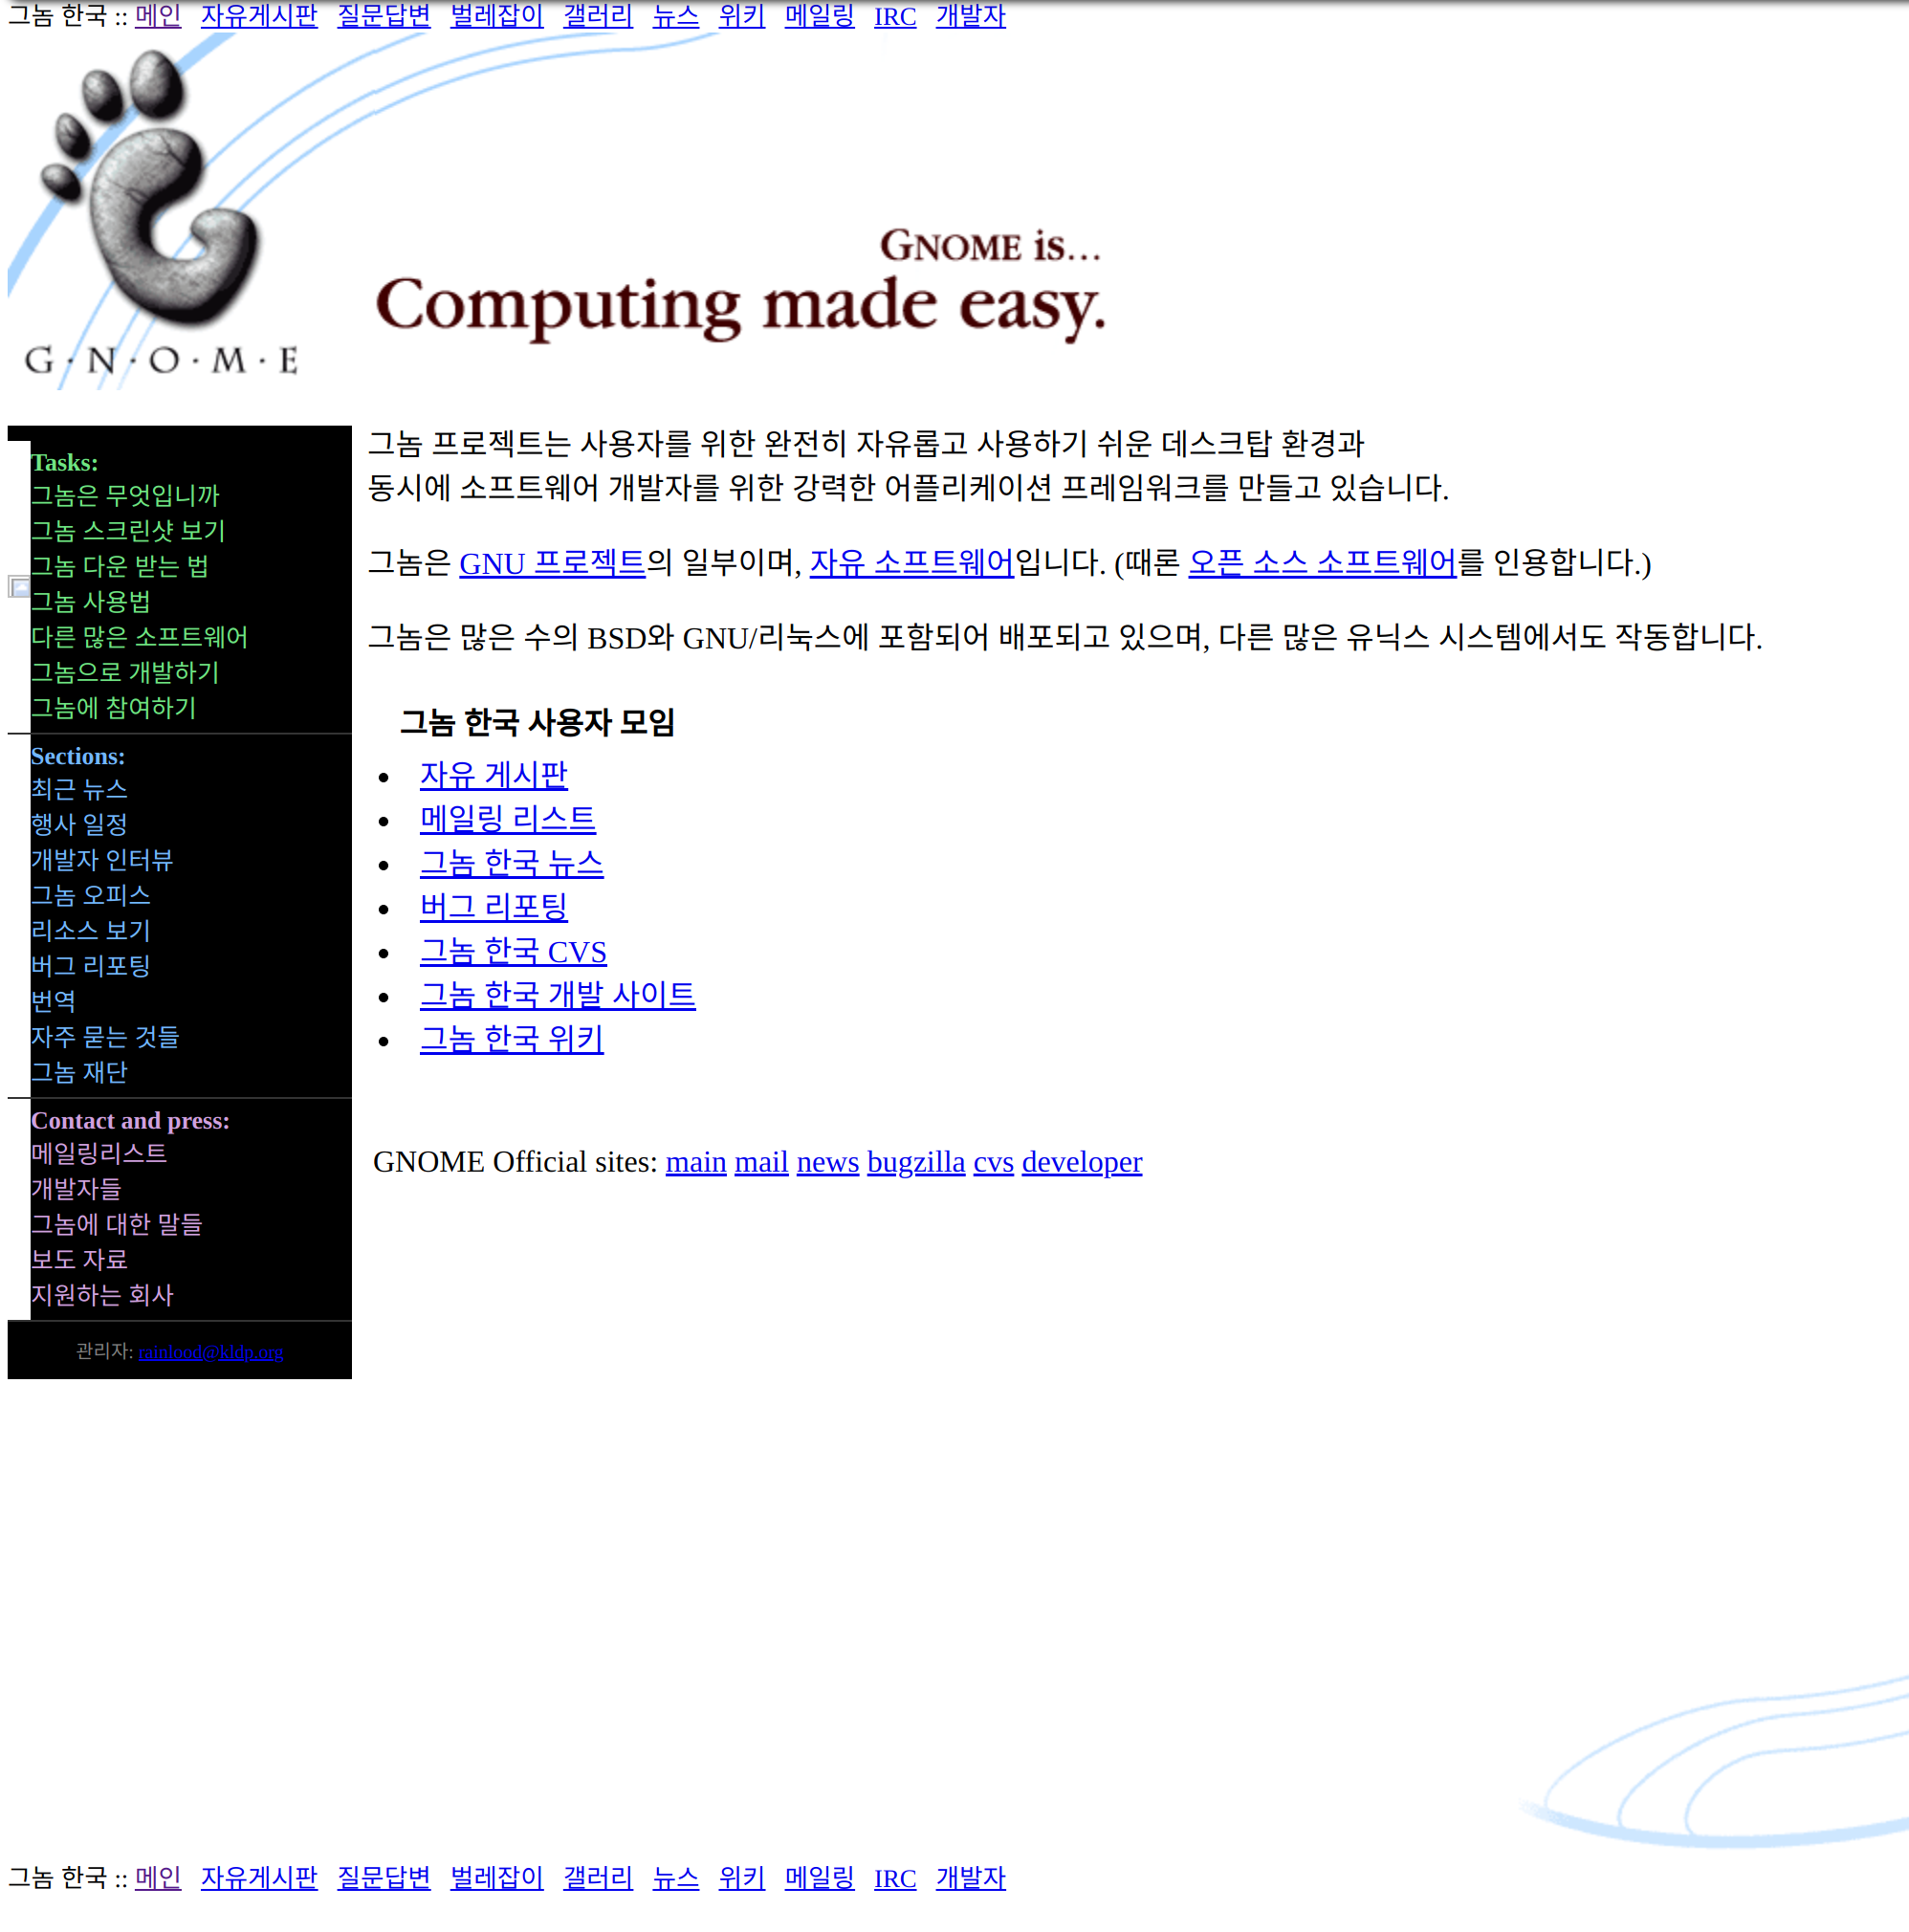 그놈 한국 :: 메인 자유게시판 질문답변 벌레잡이 갤러리 뉴스 위키 메일링 IRC 개발자
GNOME is...
Computing made easy.
G·N·O·M·E
그놈 프로젝트는 사용자를 위한 완전히 자유롭고 사용하기 쉬운 데스크탑 환경과
동시에 소프트웨어 개발자를 위한 강력한 어플리케이션 프레임워크를 만들고 있습니다.
그놈은 GNU 프로젝트의 일부이며, 자유 소프트웨어입니다. (때론 오픈 소스 소프트웨어를 인용합니다.)
그놈은 많은 수의 BSD와 GNU/리눅스에 포함되어 배포되고 있으며, 다른 많은 유닉스 시스템에서도 작동합니다.
그놈 한국 사용자 모임
자유 게시판
메일링 리스트
그놈 한국 뉴스
버그 리포팅
그놈 한국 CVS
그놈 한국 개발 사이트
그놈 한국 위키
GNOME Official sites: main mail news bugzilla cvs developer
Tasks:
그놈은 무엇입니까
그놈 스크린샷 보기
그놈 다운 받는 법
그놈 사용법
다른 많은 소프트웨어
그놈으로 개발하기
그놈에 참여하기
Sections:
최근 뉴스
행사 일정
개발자 인터뷰
그놈 오피스
리소스 보기
버그 리포팅
번역
자주 묻는 것들
그놈 재단
Contact and press:
메일링리스트
개발자들
그놈에 대한 말들
보도 자료
지원하는 회사
관리자: rainlood@kldp.org
그놈 한국 :: 메인 자유게시판 질문답변 벌레잡이 갤러리 뉴스 위키 메일링 IRC 개발자